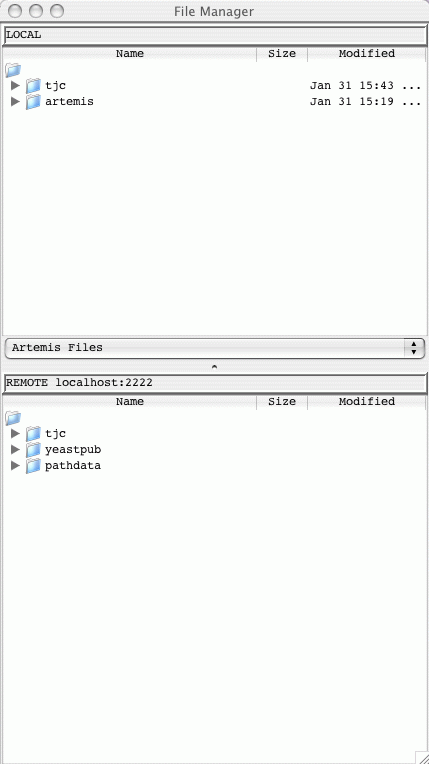 File Manager
LOCAL
Name Size Modified
tjc Jan 31 15:43 ...
artemis Jan 31 15:19 ...
Artemis Files
REMOTE localhost:2222
Name Size Modified
tjc
yeastpub
pathdata